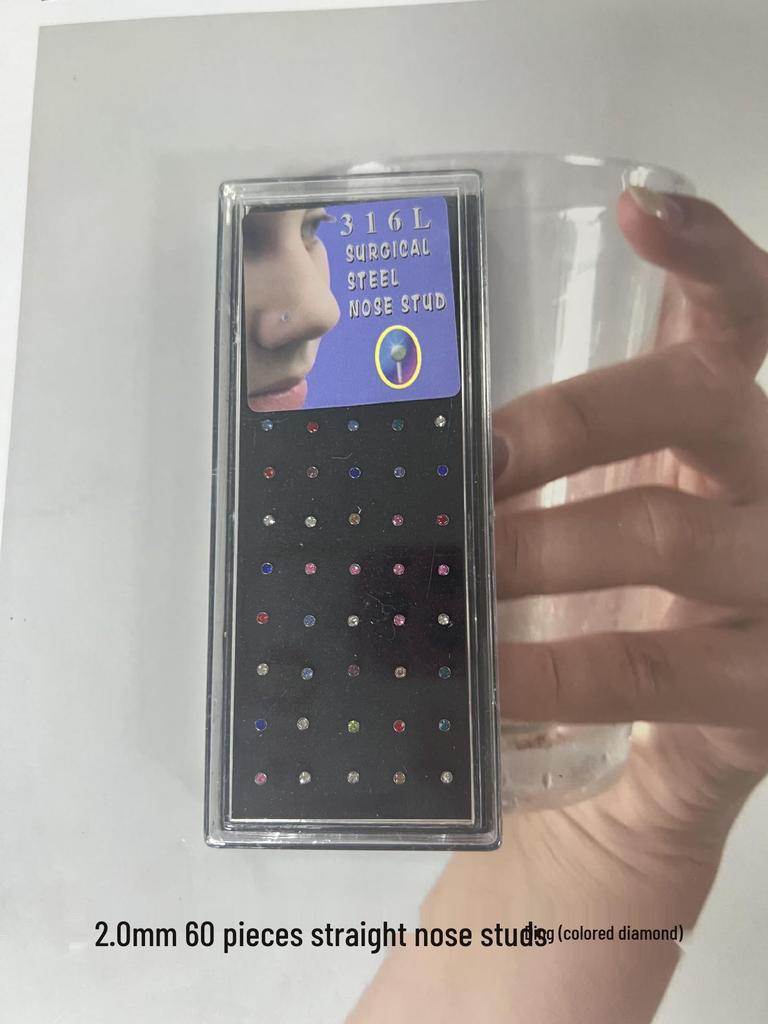 316L
SURGICAL
STEEL
NOSE STUD
2.0mm 60 pieces straight nose studs (colored diamond)